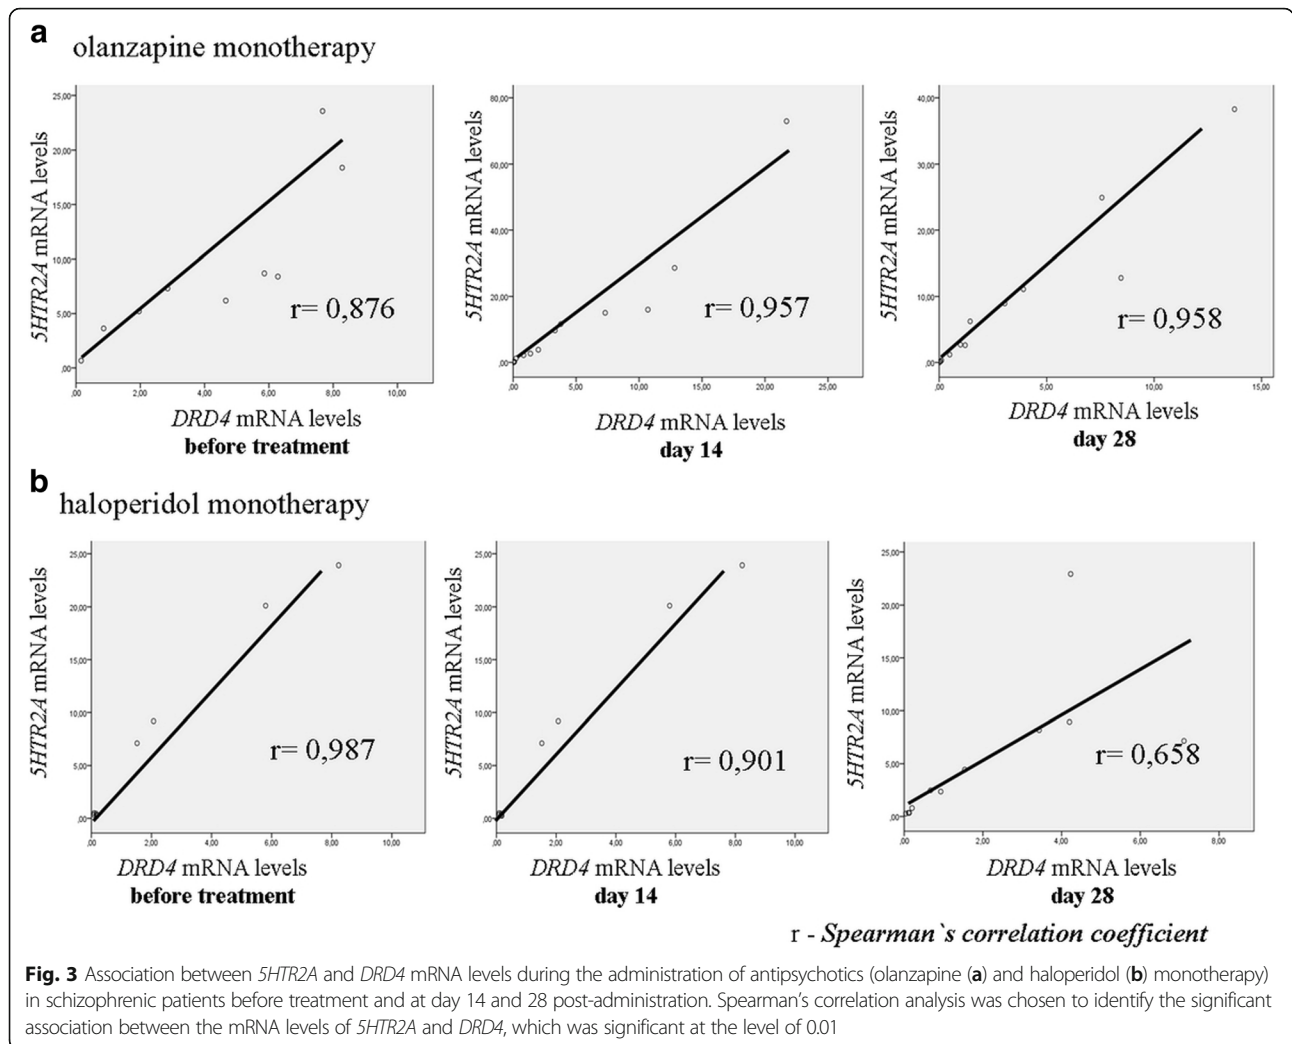 a
olanzapine monotherapy
25,00
20,00
15,00
10,00
5,00
,00
5HTR2A mRNA levels
,00 2,00 4,00 6,00 8,00 10,00
r= 0,876
DRD4 mRNA levels
before treatment
80,00
60,00
40,00
20,00
,00
5HTR2A mRNA levels
,00 5,00 10,00 15,00 20,00 25,00
r= 0,957
DRD4 mRNA levels
day 14
40,00
30,00
20,00
10,00
,00
5HTR2A mRNA levels
,00 5,00 10,00 15,00
r= 0,958
DRD4 mRNA levels
day 28
b
haloperidol monotherapy
25,00
20,00
15,00
10,00
5,00
,00
5HTR2A mRNA levels
,00 2,00 4,00 6,00 8,00 10,00
r= 0,987
DRD4 mRNA levels
before treatment
25,00
20,00
15,00
10,00
5,00
,00
5HTR2A mRNA levels
,00 2,00 4,00 6,00 8,00 10,00
r= 0,901
DRD4 mRNA levels
day 14
25,00
20,00
15,00
10,00
5,00
,00
5HTR2A mRNA levels
,00 2,00 4,00 6,00 8,00
r= 0,658
DRD4 mRNA levels
day 28
r - Spearman`s correlation coefficient
Fig. 3 Association between 5HTR2A and DRD4 mRNA levels during the administration of antipsychotics (olanzapine (a) and haloperidol (b) monotherapy)
in schizophrenic patients before treatment and at day 14 and 28 post-administration. Spearman's correlation analysis was chosen to identify the significant
association between the mRNA levels of 5HTR2A and DRD4, which was significant at the level of 0.01